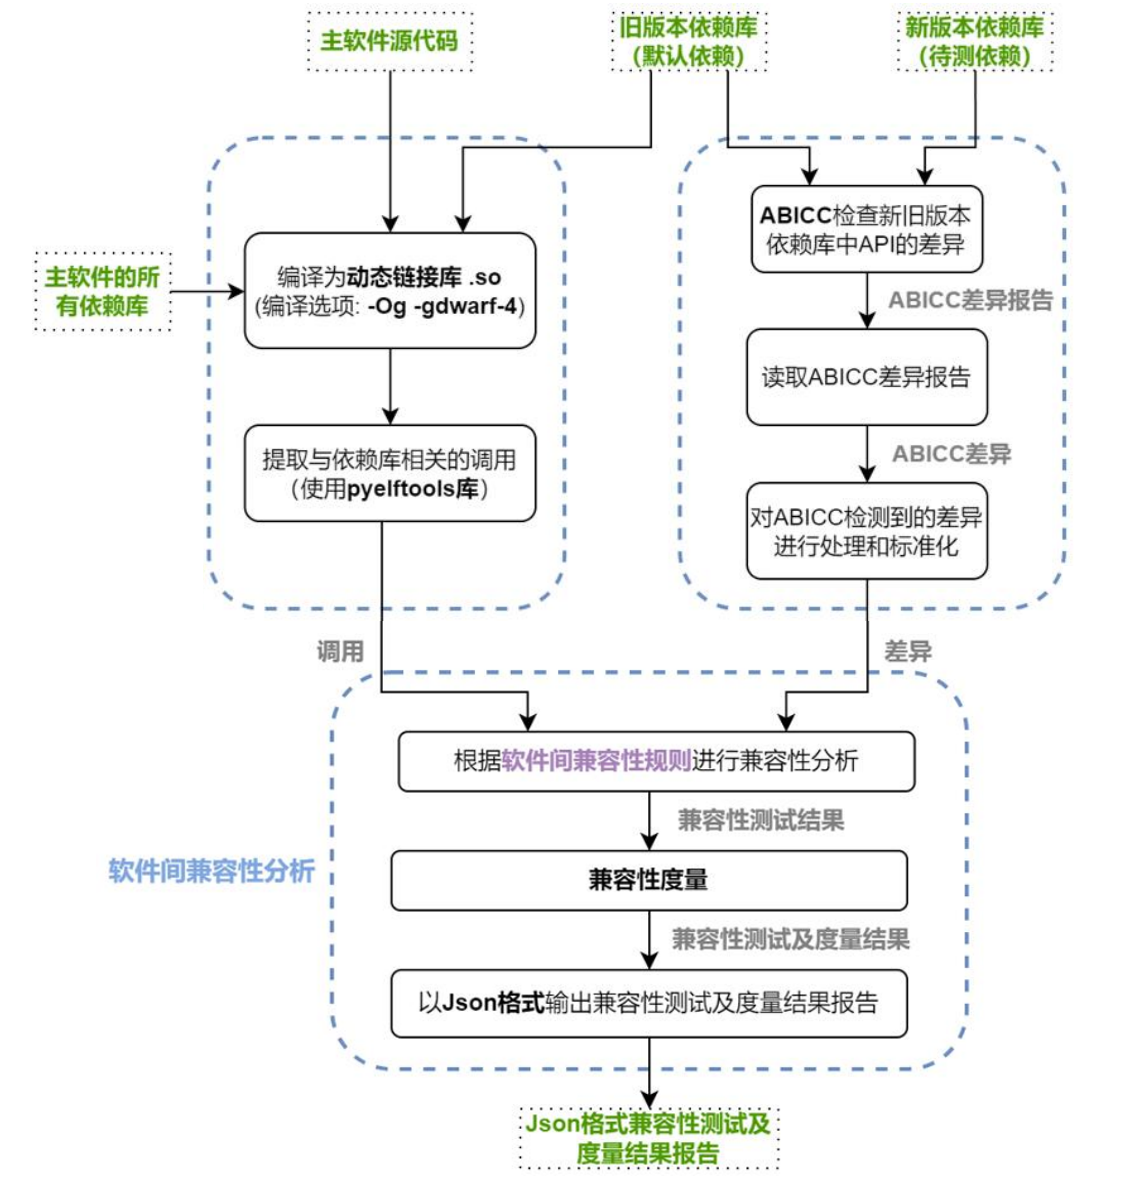 主软件源代码
旧版本依赖库
（默认依赖）
新版本依赖库
（待测依赖）
ABICC检查新旧版本
依赖库中API的差异
主软件的所
有依赖库
编译为动态链接库 .so
(编译选项: -Og -gdwarf-4)
ABICC差异报告
读取ABICC差异报告
提取与依赖库相关的调用
（使用pyelftools库）
ABICC差异
对ABICC检测到的差异
进行处理和标准化
调用
差异
根据软件间兼容性规则进行兼容性分析
兼容性测试结果
软件间兼容性分析
兼容性度量
兼容性测试及度量结果
以Json格式输出兼容性测试及度量结果报告
Json格式兼容性测试及
度量结果报告